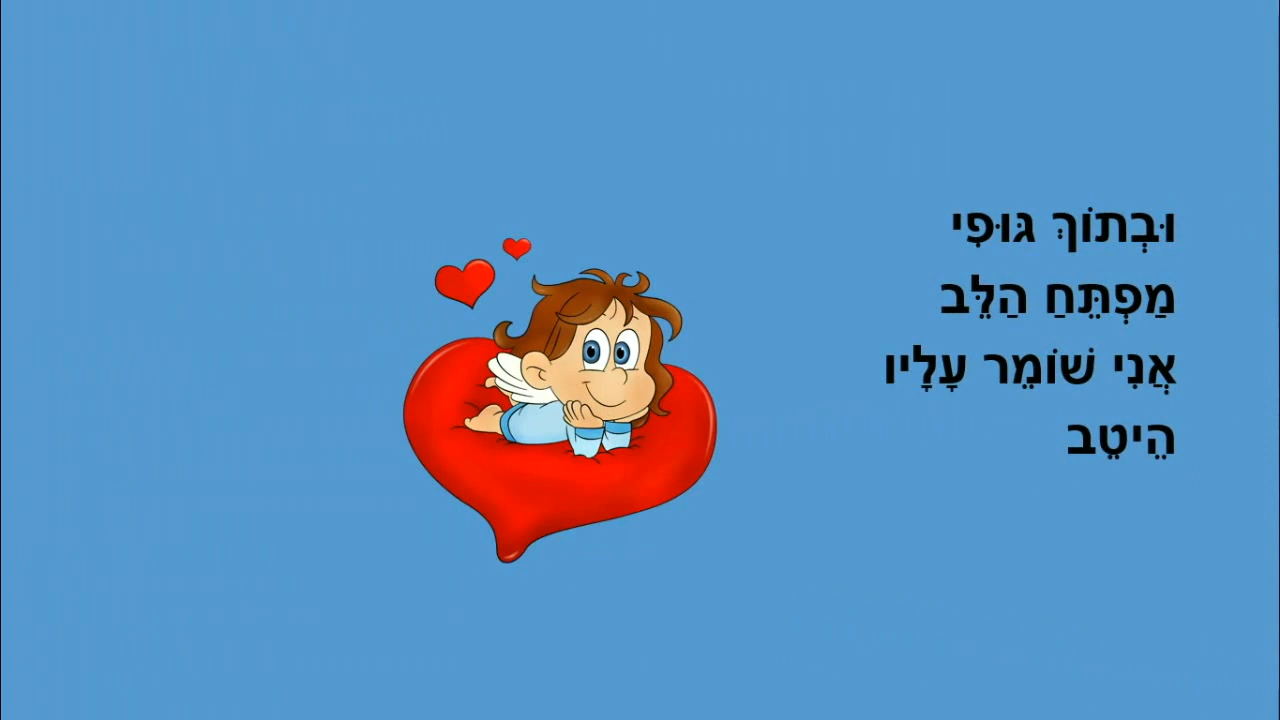 וּבְתוֹךְ גּוּפִי
מַפְתֵּחַ הַלֵּב
אֲנִי שׁוֹמֵר עָלָיו
הֵיטֵב